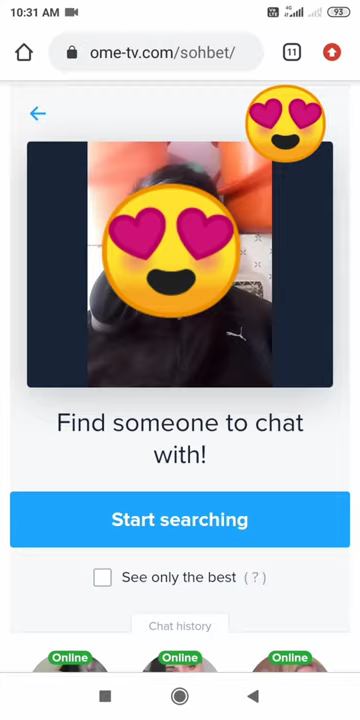 10:31 AM
4G
93
ome-tv.com/sohbet/
11
Find someone to chat
with!
Start searching
See only the best ( ? )
Chat history
Online Online Online